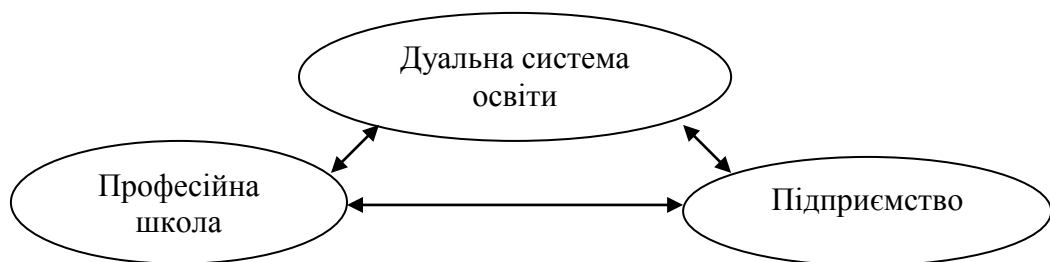 Дуальна система
освіти
Професійна
школа
Підприємство